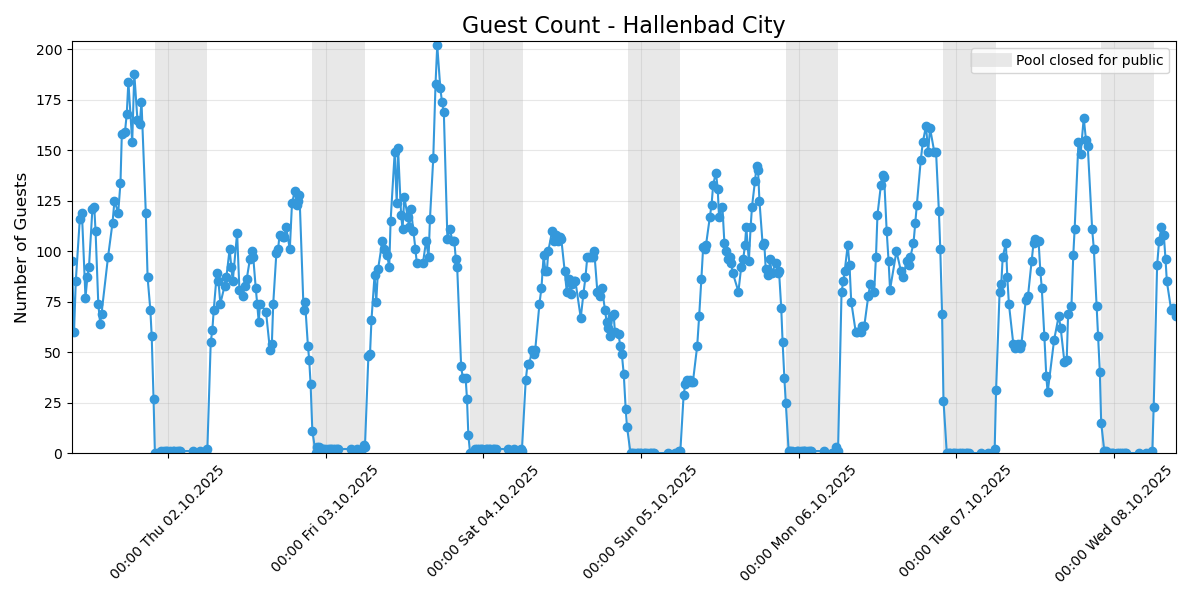 Guest Count - Hallenbad City
Number of Guests
200
175
150
125
100
75
50
25
0
Pool closed for public
00:00 Thu 02.10.2025
00:00 Fri 03.10.2025
00:00 Sat 04.10.2025
00:00 Sun 05.10.2025
00:00 Mon 06.10.2025
00:00 Tue 07.10.2025
00:00 Wed 08.10.2025